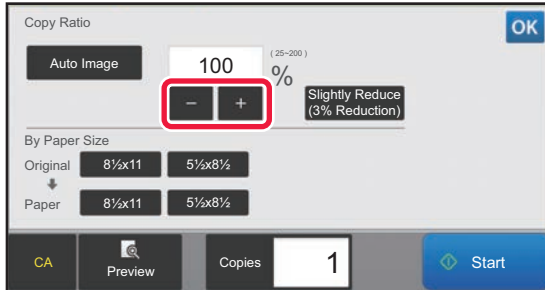 Copy Ratio
OK
Auto Image
100
(25~200)
%
－ ＋
Slightly Reduce
(3% Reduction)
By Paper Size
Original 8½x11 5½x8½
Paper 8½x11 5½x8½
CA
Preview
Copies
1
Start